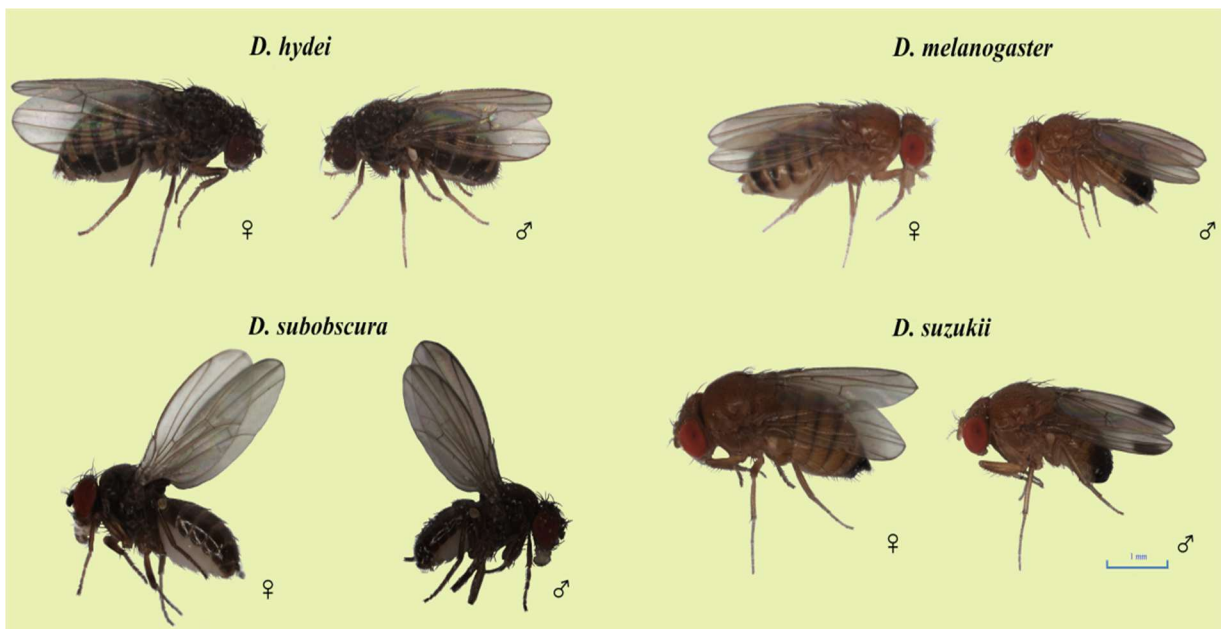 D. hydei
D. melanogaster
♀
♂
♀
♂
D. subobscura
D. suzukii
♀
♂
♀
♂
1 mm